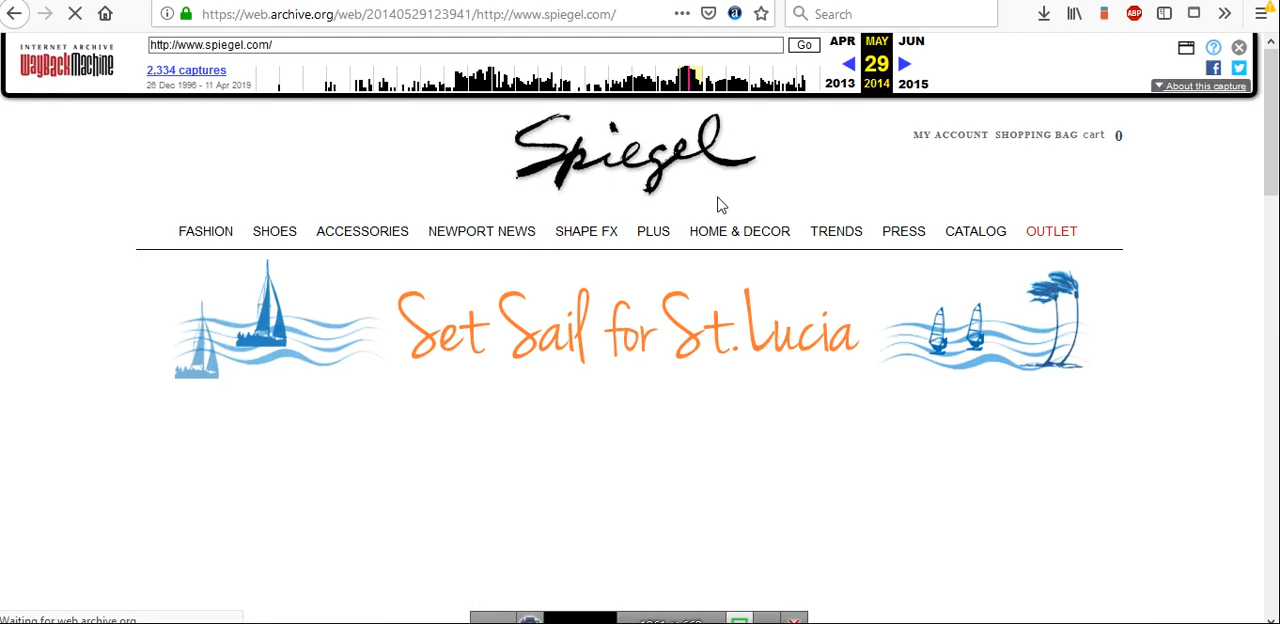 https://web.archive.org/web/20140529123941/http://www.spiegel.com/
Search
ABP
INTERNET ARCHIVE
WayBackMachine
http://www.spiegel.com/
Go
APR MAY JUN
2,334 captures
29
26 Dec 1996 - 11 Apr 2019
2013 2014 2015
About this capture
Spiegel
MY ACCOUNT SHOPPING BAG cart 0
FASHION SHOES ACCESSORIES NEWPORT NEWS SHAPE FX PLUS HOME & DECOR TRENDS PRESS CATALOG OUTLET
Set Sail for St. Lucia
Waiting for web.archive.org